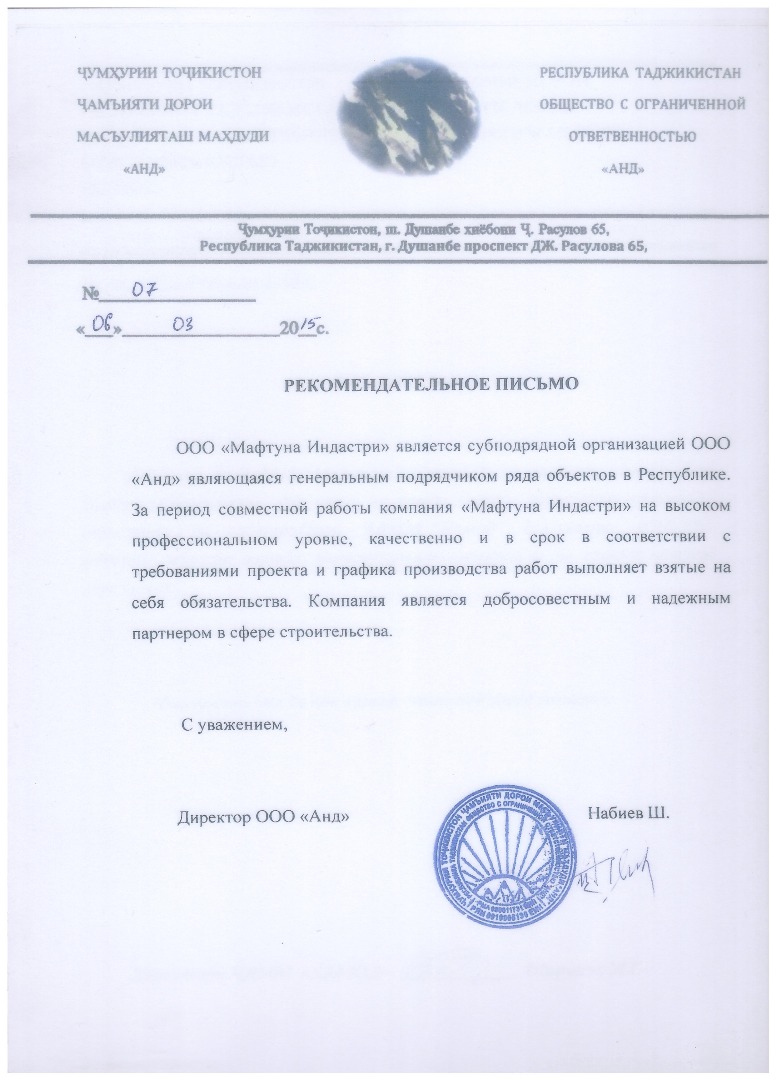 ҶУМҲУРИИ ТОҶИКИСТОН
ҶАМЪИЯТИ ДОРОИ
МАСЪУЛИЯТАШ МАҲДУДИ
«АНД»
РЕСПУБЛИКА ТАДЖИКИСТАН
ОБЩЕСТВО С ОГРАНИЧЕННОЙ
ОТВЕТВЕННОСТЬЮ
«АНД»
Ҷумҳурии Тоҷикистон, ш. Душанбе хиёбони Ҷ. Расулов 65,
Республика Таджикистан, г. Душанбе проспект ДЖ. Расулова 65,
№ 07
«06» 03 2015 с.
РЕКОМЕНДАТЕЛЬНОЕ ПИСЬМО
ООО «Мафтуна Индастри» является субподрядной организацией ООО
«Анд» являющаяся генеральным подрядчиком ряда объектов в Республике.
За период совместной работы компания «Мафтуна Индастри» на высоком
профессиональном уровне, качественно и в срок в соответствии с
требованиями проекта и графика производства работ выполняет взятые на
себя обязательства. Компания является добросовестным и надежным
партнером в сфере строительства.
С уважением,
Директор ООО «Анд»
Набиев Ш.